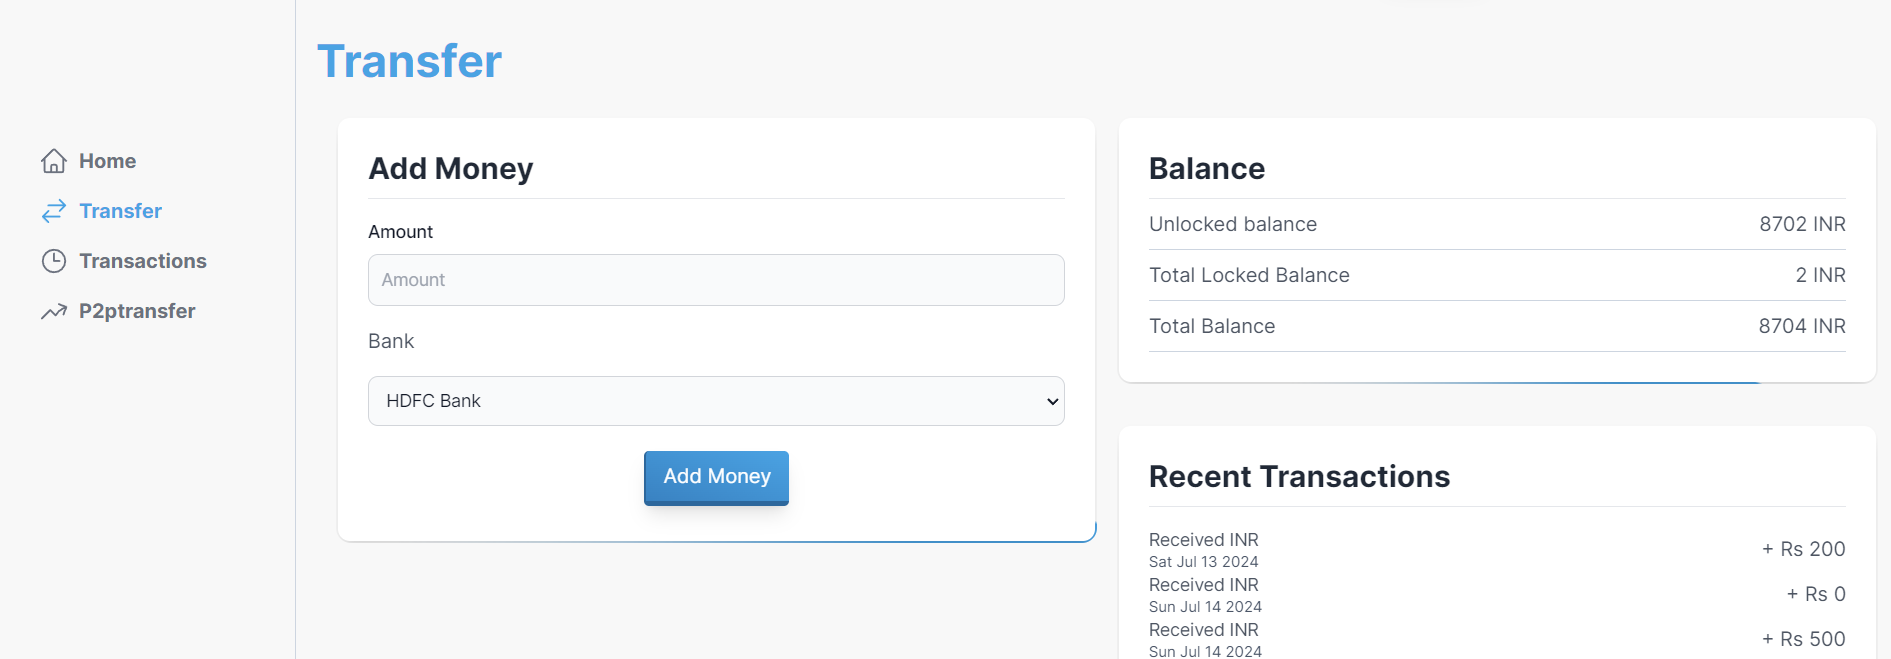 Transfer
Home
Transfer
Transactions
P2ptransfer
Add Money
Amount
Amount
Bank
HDFC Bank
Add Money
Balance
Unlocked balance 8702 INR
Total Locked Balance 2 INR
Total Balance 8704 INR
Recent Transactions
Received INR
Sat Jul 13 2024
+ Rs 200
Received INR
Sun Jul 14 2024
+ Rs 0
Received INR
Sun Jul 14 2024
+ Rs 500